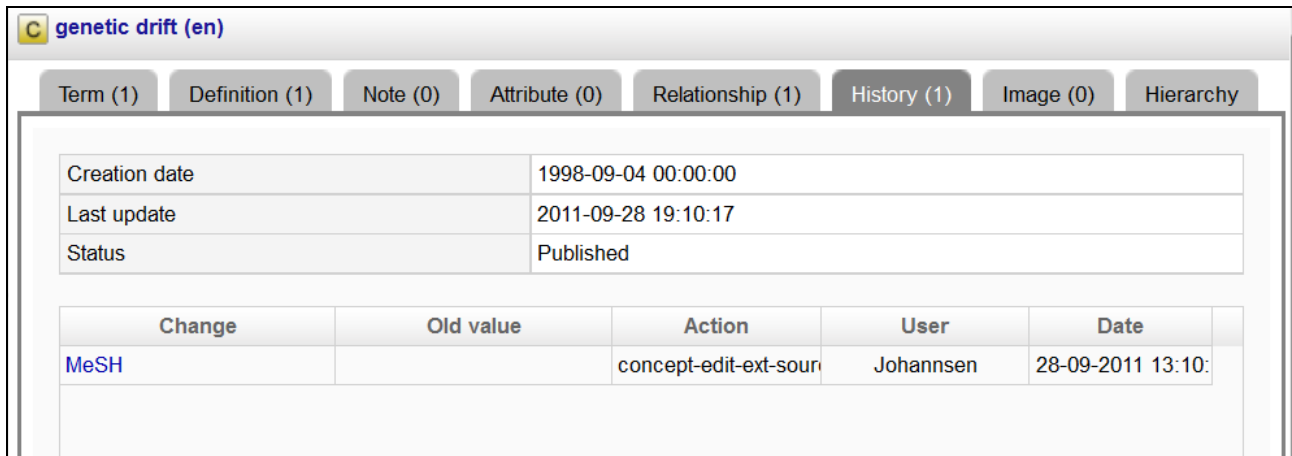 C genetic drift (en)
Term (1) Definition (1) Note (0) Attribute (0) Relationship (1) History (1) Image (0) Hierarchy
Creation date 1998-09-04 00:00:00
Last update 2011-09-28 19:10:17
Status Published
Change Old value Action User Date
MeSH concept-edit-ext-sour Johannsen 28-09-2011 13:10: